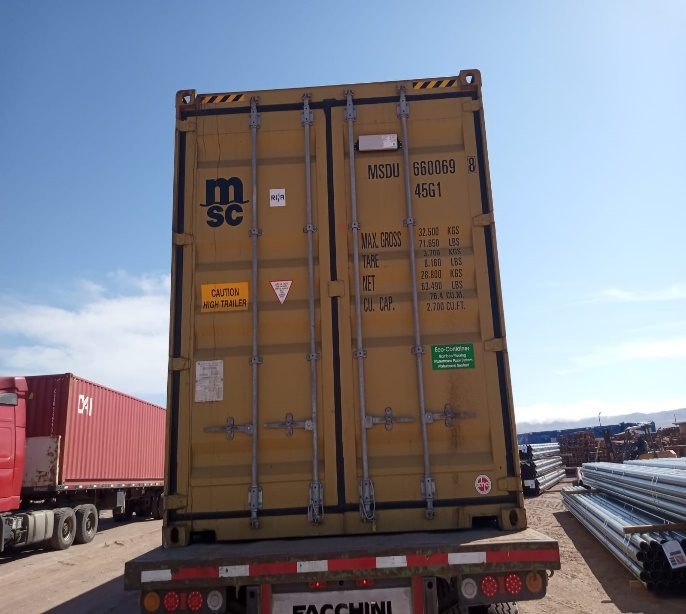 MSDU 660069 8
45G1
msc
MAX. GROSS 32.500 KGS
71.650 LBS
TARE 3.700 KGS
8.160 LBS
NET 28.800 KGS
63.490 LBS
CU. CAP. 76.4 CU.M.
2.700 CU.FT.
CAUTION
HIGH TRAILER
Eco-Container
FACCHINI